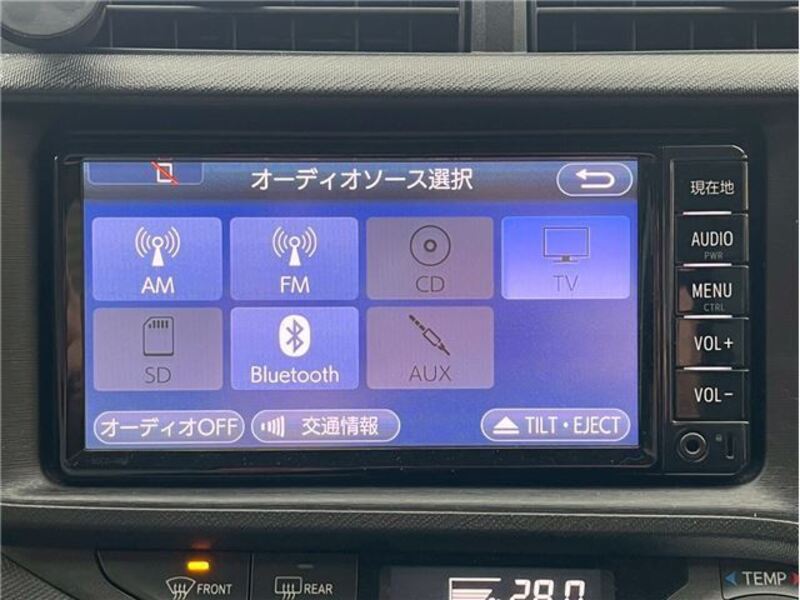 オーディオソース選択
現在地
AM
FM
CD
TV
AUDIO
PWR
MENU
CTRL
SD
Bluetooth
AUX
VOL+
VOL-
オーディオOFF
交通情報
TILT・EJECT
FRONT
REAR
28.0
TEMP